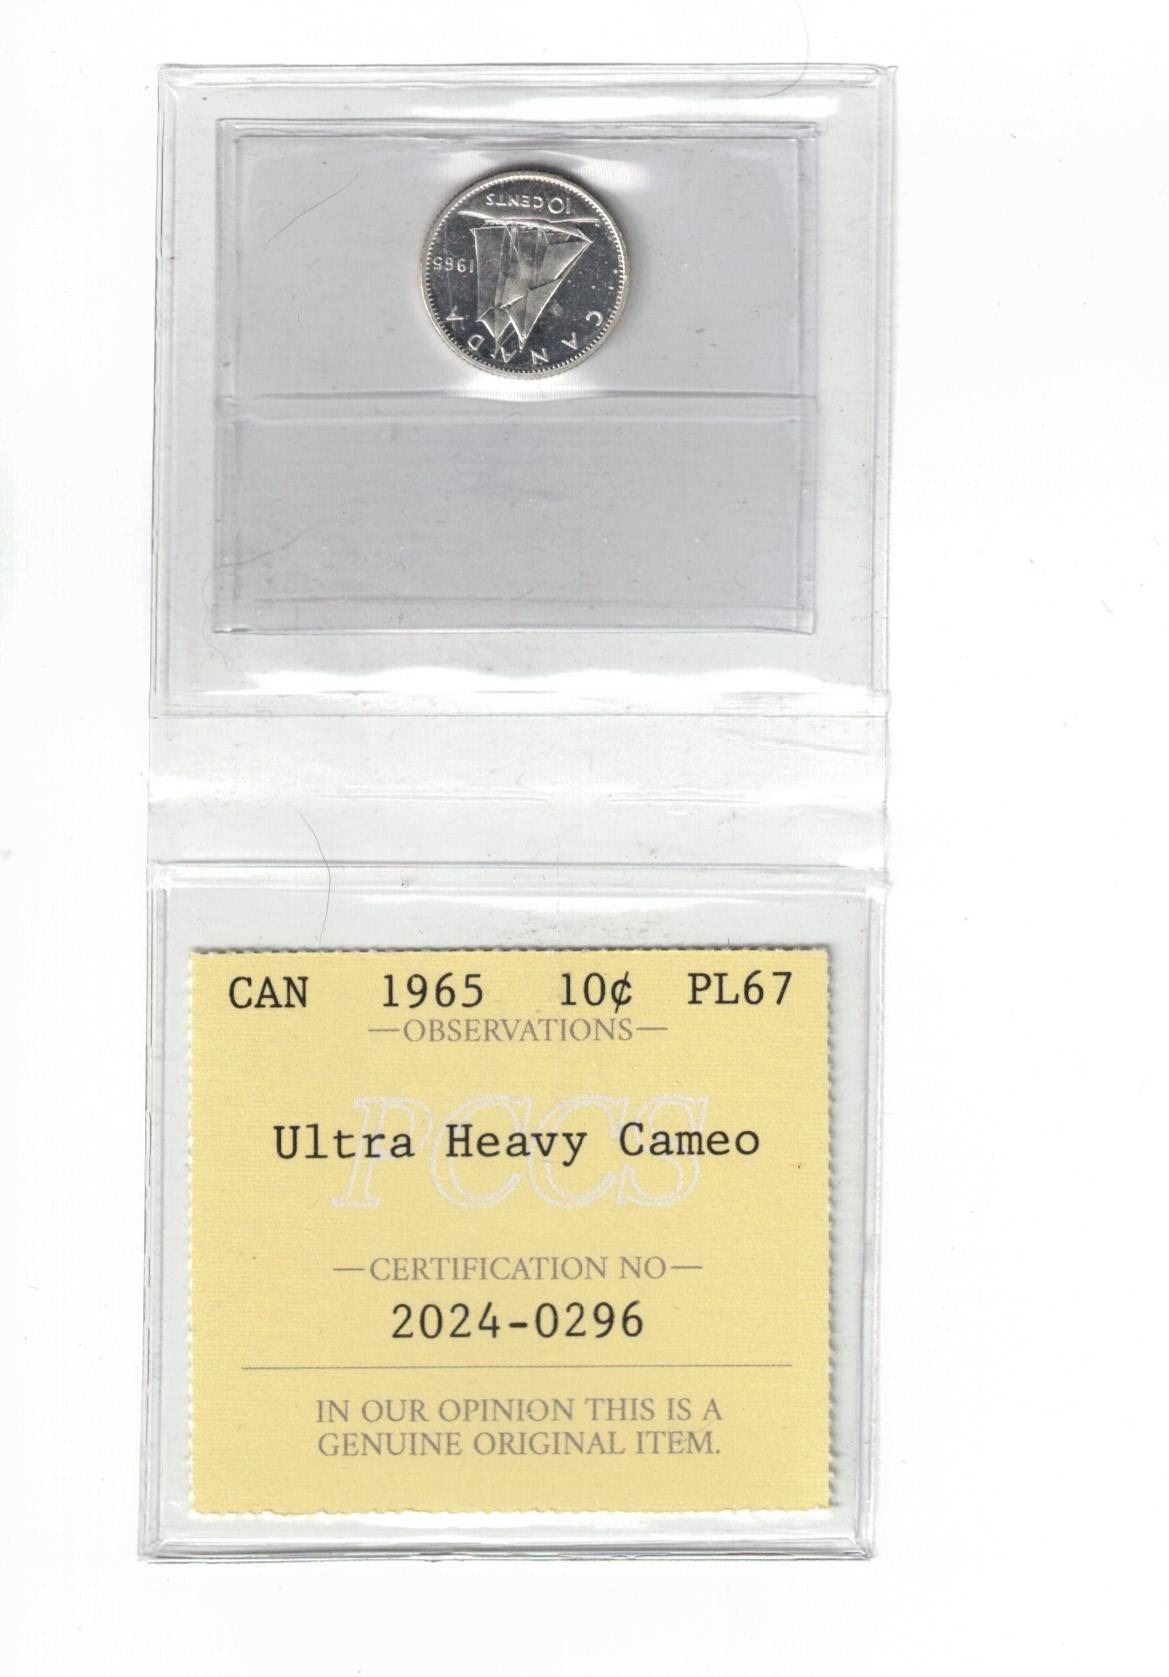 10 CENTS
1965
CANADA
CAN 1965 10¢ PL67
—OBSERVATIONS—
PCCS
Ultra Heavy Cameo
—CERTIFICATION NO—
2024-0296
IN OUR OPINION THIS IS A
GENUINE ORIGINAL ITEM.